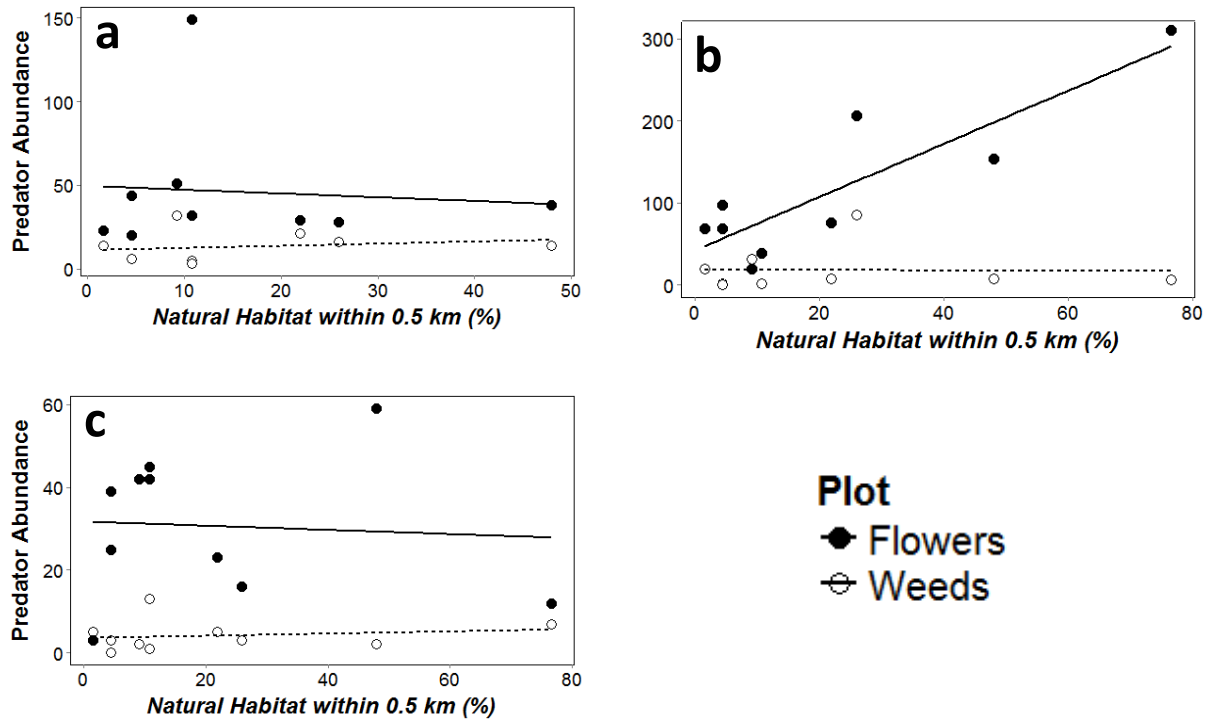 a
150
100
50
0
Predator Abundance
0 10 20 30 40 50
Natural Habitat within 0.5 km (%)
b
300
200
100
0
0 20 40 60 80
Natural Habitat within 0.5 km (%)
c
60
40
20
0
Predator Abundance
0 20 40 60 80
Natural Habitat within 0.5 km (%)
Plot
Flowers
Weeds